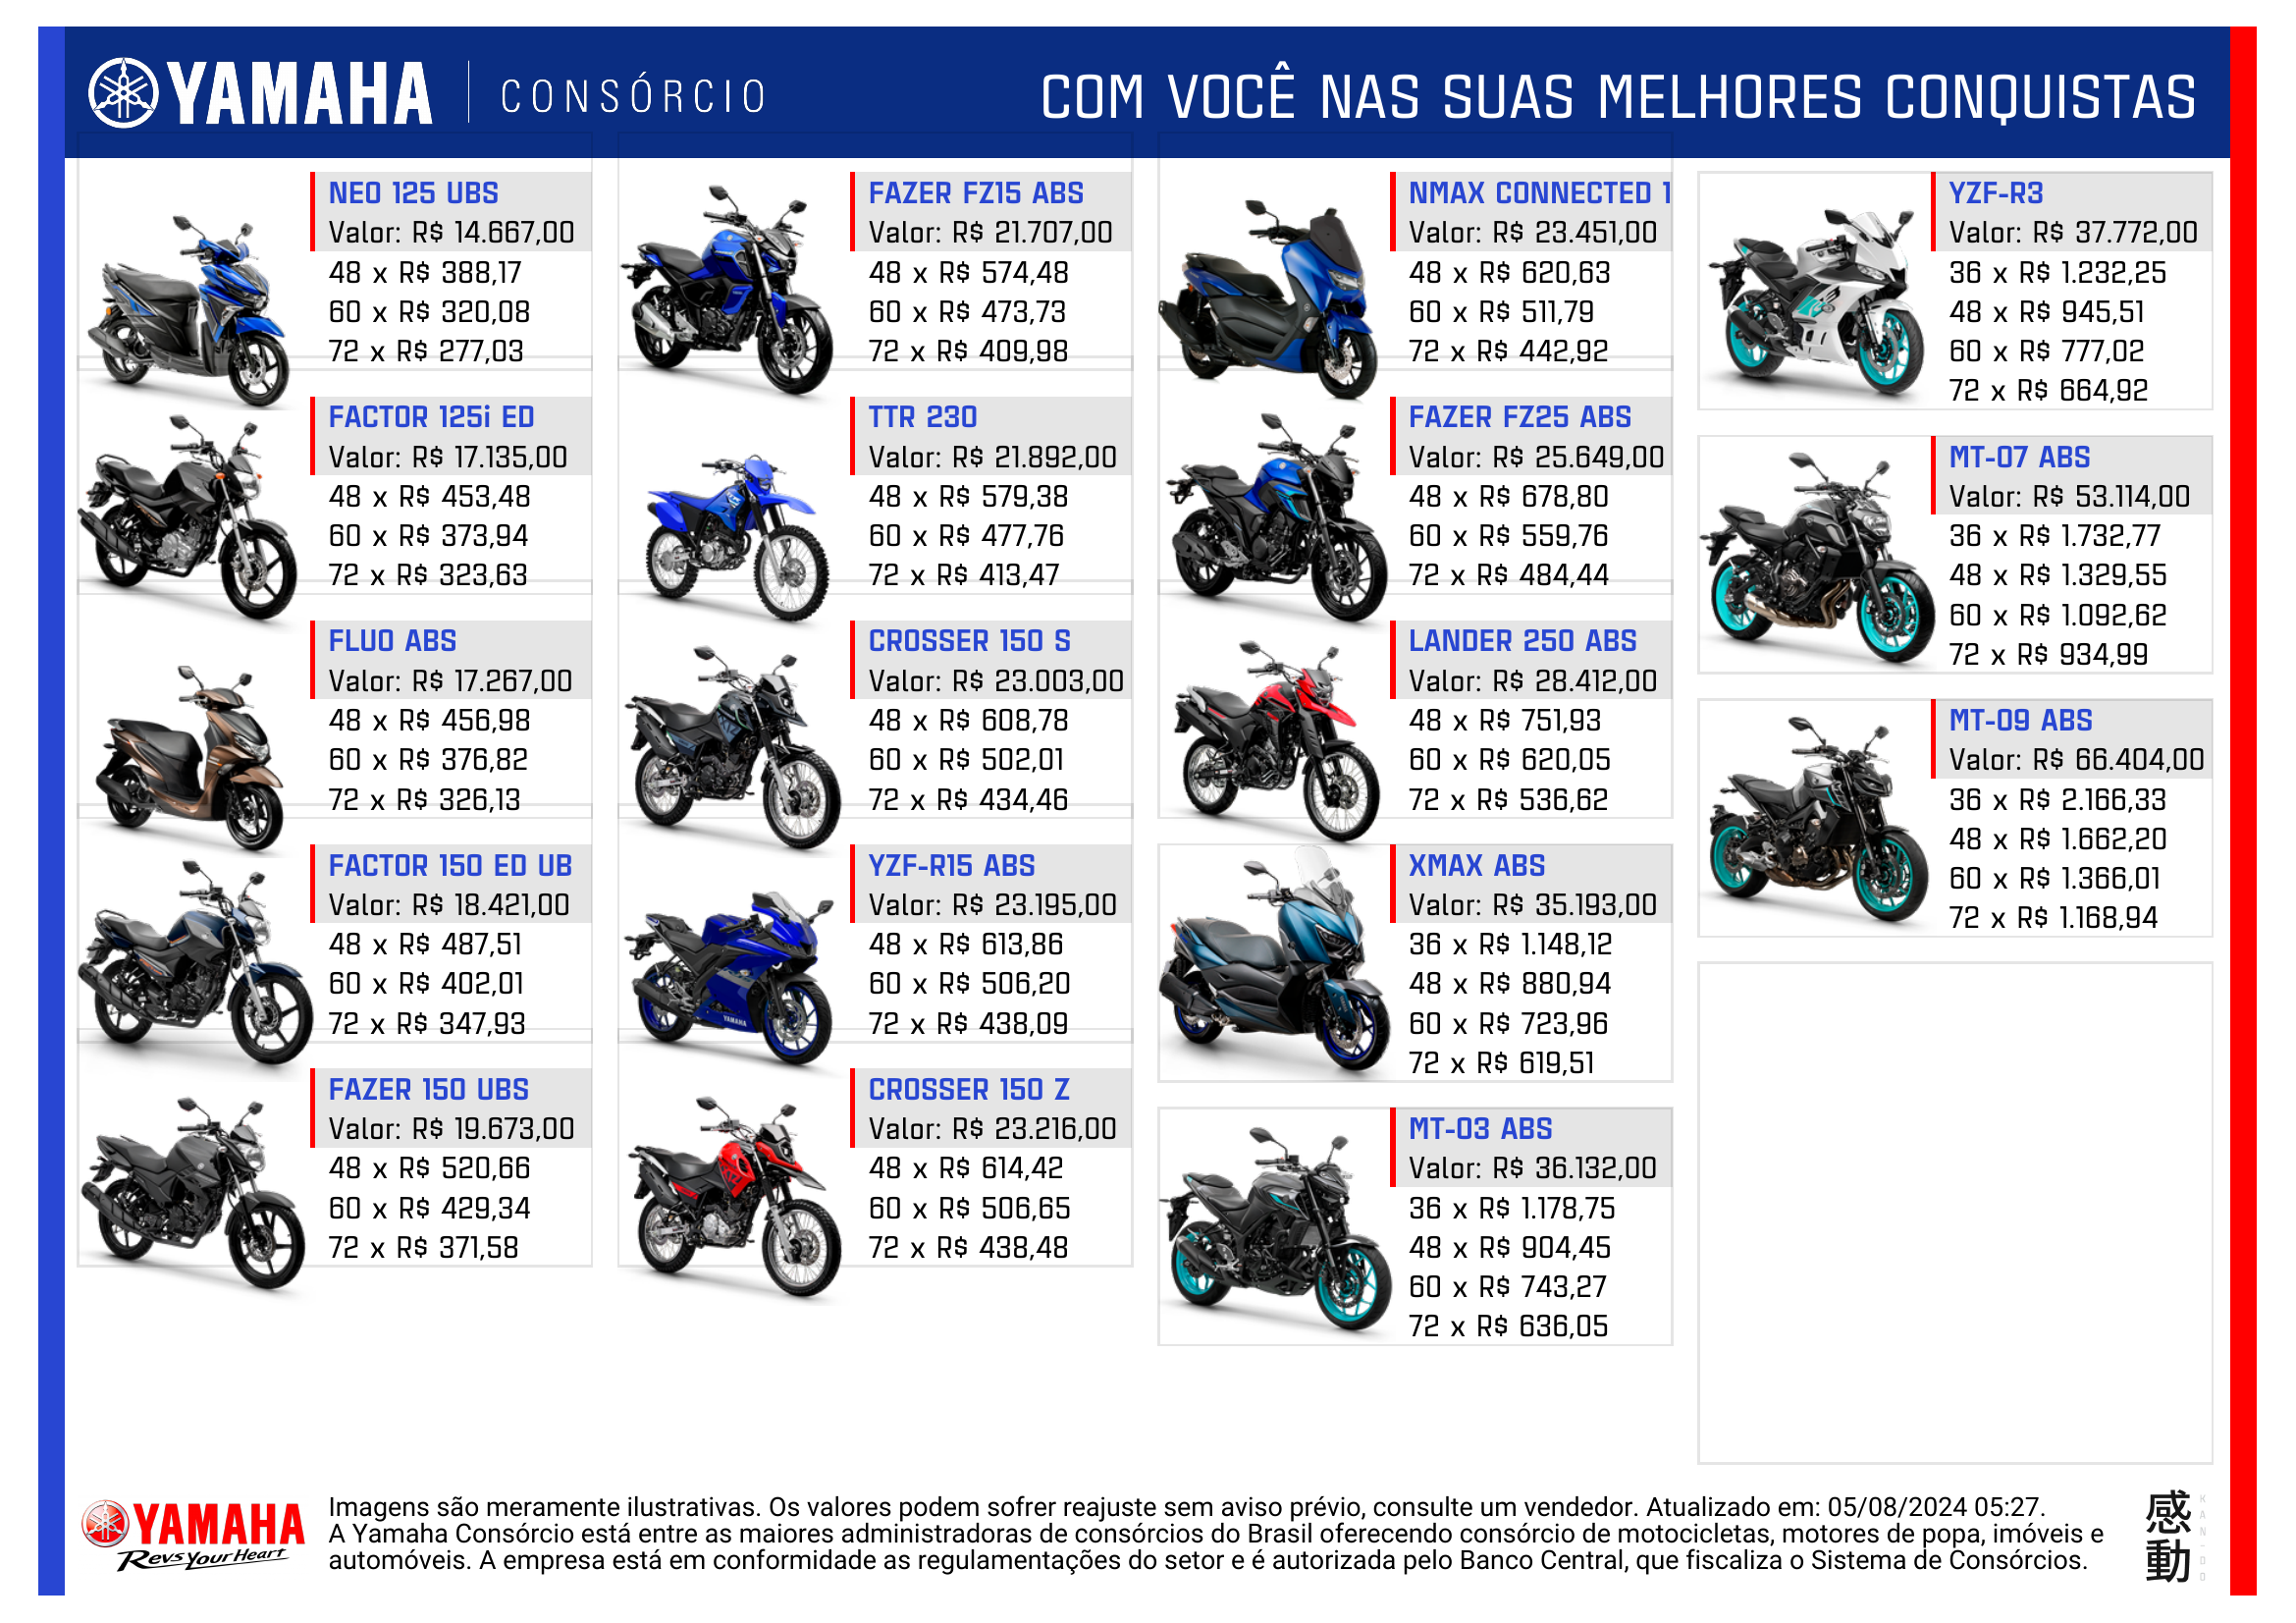 YAMAHA CONSÓRCIO
COM VOCÊ NAS SUAS MELHORES CONQUISTAS
NEO 125 UBS
Valor: R$ 14.667,00
48 x R$ 388,17
60 x R$ 320,08
72 x R$ 277,03
FACTOR 125i ED
Valor: R$ 17.135,00
48 x R$ 453,48
60 x R$ 373,94
72 x R$ 323,63
FLUO ABS
Valor: R$ 17.267,00
48 x R$ 456,98
60 x R$ 376,82
72 x R$ 326,13
FACTOR 150 ED UB
Valor: R$ 18.421,00
48 x R$ 487,51
60 x R$ 402,01
72 x R$ 347,93
FAZER 150 UBS
Valor: R$ 19.673,00
48 x R$ 520,66
60 x R$ 429,34
72 x R$ 371,58
FAZER FZ15 ABS
Valor: R$ 21.707,00
48 x R$ 574,48
60 x R$ 473,73
72 x R$ 409,98
TTR 230
Valor: R$ 21.892,00
48 x R$ 579,38
60 x R$ 477,76
72 x R$ 413,47
CROSSER 150 S
Valor: R$ 23.003,00
48 x R$ 608,78
60 x R$ 502,01
72 x R$ 434,46
YZF-R15 ABS
Valor: R$ 23.195,00
48 x R$ 613,86
60 x R$ 506,20
72 x R$ 438,09
YAMAHA
CROSSER 150 Z
Valor: R$ 23.216,00
48 x R$ 614,42
60 x R$ 506,65
72 x R$ 438,48
NMAX CONNECTED 1
Valor: R$ 23.451,00
48 x R$ 620,63
60 x R$ 511,79
72 x R$ 442,92
FAZER FZ25 ABS
Valor: R$ 25.649,00
48 x R$ 678,80
60 x R$ 559,76
72 x R$ 484,44
LANDER 250 ABS
Valor: R$ 28.412,00
48 x R$ 751,93
60 x R$ 620,05
72 x R$ 536,62
XMAX ABS
Valor: R$ 35.193,00
36 x R$ 1.148,12
48 x R$ 880,94
60 x R$ 723,96
72 x R$ 619,51
MT-03 ABS
Valor: R$ 36.132,00
36 x R$ 1.178,75
48 x R$ 904,45
60 x R$ 743,27
72 x R$ 636,05
YZF-R3
Valor: R$ 37.772,00
36 x R$ 1.232,25
48 x R$ 945,51
60 x R$ 777,02
72 x R$ 664,92
MT-07 ABS
Valor: R$ 53.114,00
36 x R$ 1.732,77
48 x R$ 1.329,55
60 x R$ 1.092,62
72 x R$ 934,99
MT-09 ABS
Valor: R$ 66.404,00
36 x R$ 2.166,33
48 x R$ 1.662,20
60 x R$ 1.366,01
72 x R$ 1.168,94
YAMAHA
Revs Your Heart
Imagens são meramente ilustrativas. Os valores podem sofrer reajuste sem aviso prévio, consulte um vendedor. Atualizado em: 05/08/2024 05:27.
A Yamaha Consórcio está entre as maiores administradoras de consórcios do Brasil oferecendo consórcio de motocicletas, motores de popa, imóveis e
automóveis. A empresa está em conformidade as regulamentações do setor e é autorizada pelo Banco Central, que fiscaliza o Sistema de Consórcios.
感動
KAN-DO